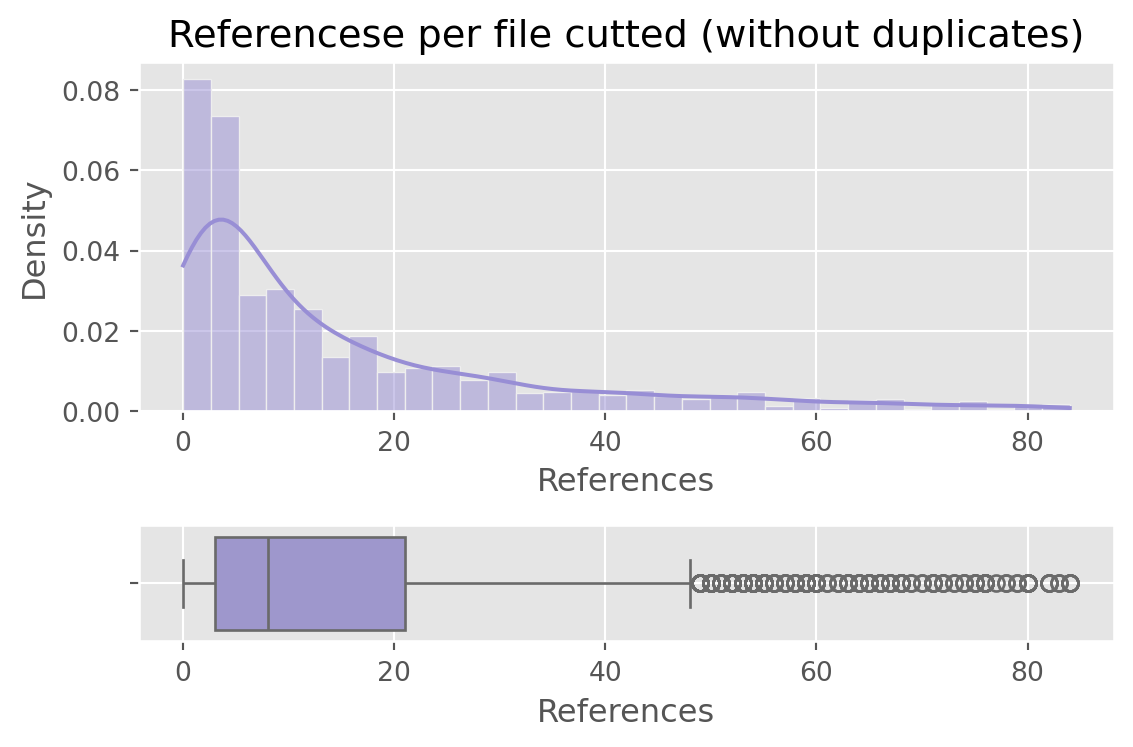 Referencese per file cutted (without duplicates)
0.08
0.06
0.04
0.02
0.00
Density
0 20 40 60 80
References
0 20 40 60 80
References